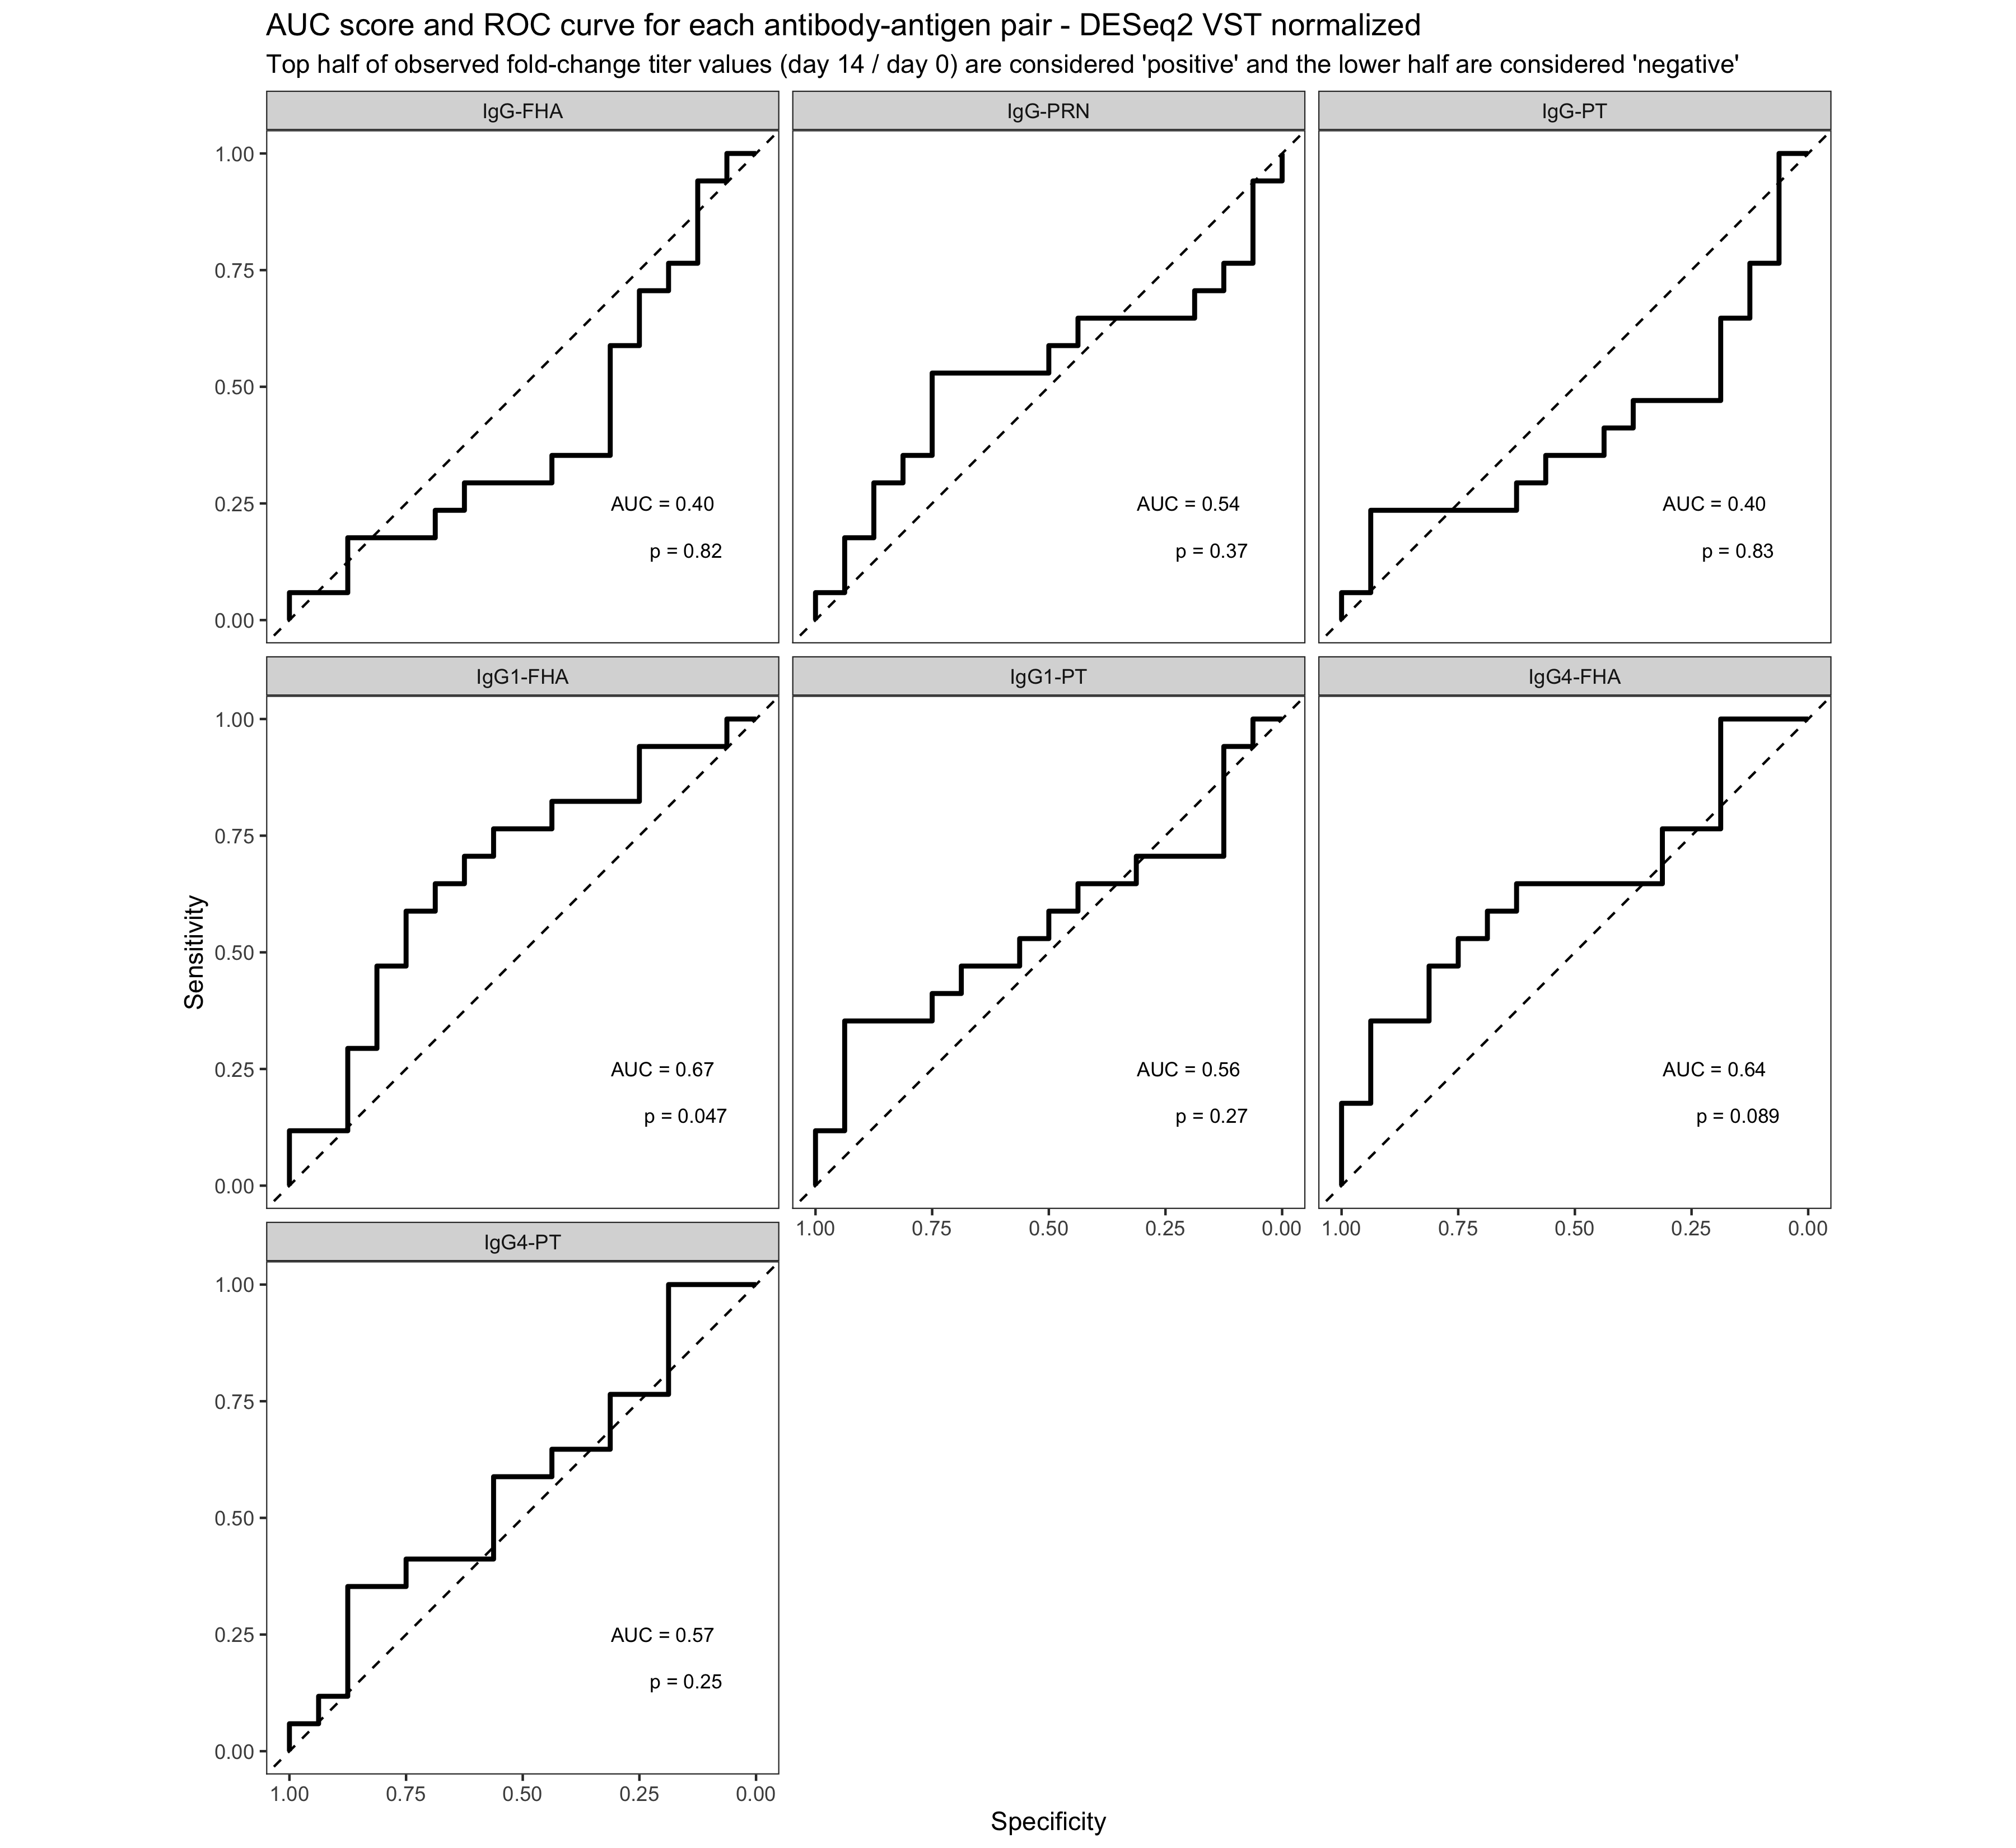 AUC score and ROC curve for each antibody-antigen pair - DESeq2 VST normalized
Top half of observed fold-change titer values (day 14 / day 0) are considered 'positive' and the lower half are considered 'negative'
IgG-FHA
IgG-PRN
IgG-PT
1.00
0.75
0.50
0.25
0.00
AUC = 0.40
p = 0.82
AUC = 0.54
p = 0.37
AUC = 0.40
p = 0.83
IgG1-FHA
IgG1-PT
IgG4-FHA
Sensitivity
1.00
0.75
0.50
0.25
0.00
AUC = 0.67
p = 0.047
AUC = 0.56
p = 0.27
AUC = 0.64
p = 0.089
1.00 0.75 0.50 0.25 0.00
1.00 0.75 0.50 0.25 0.00
IgG4-PT
1.00
0.75
0.50
0.25
0.00
AUC = 0.57
p = 0.25
1.00 0.75 0.50 0.25 0.00
Specificity